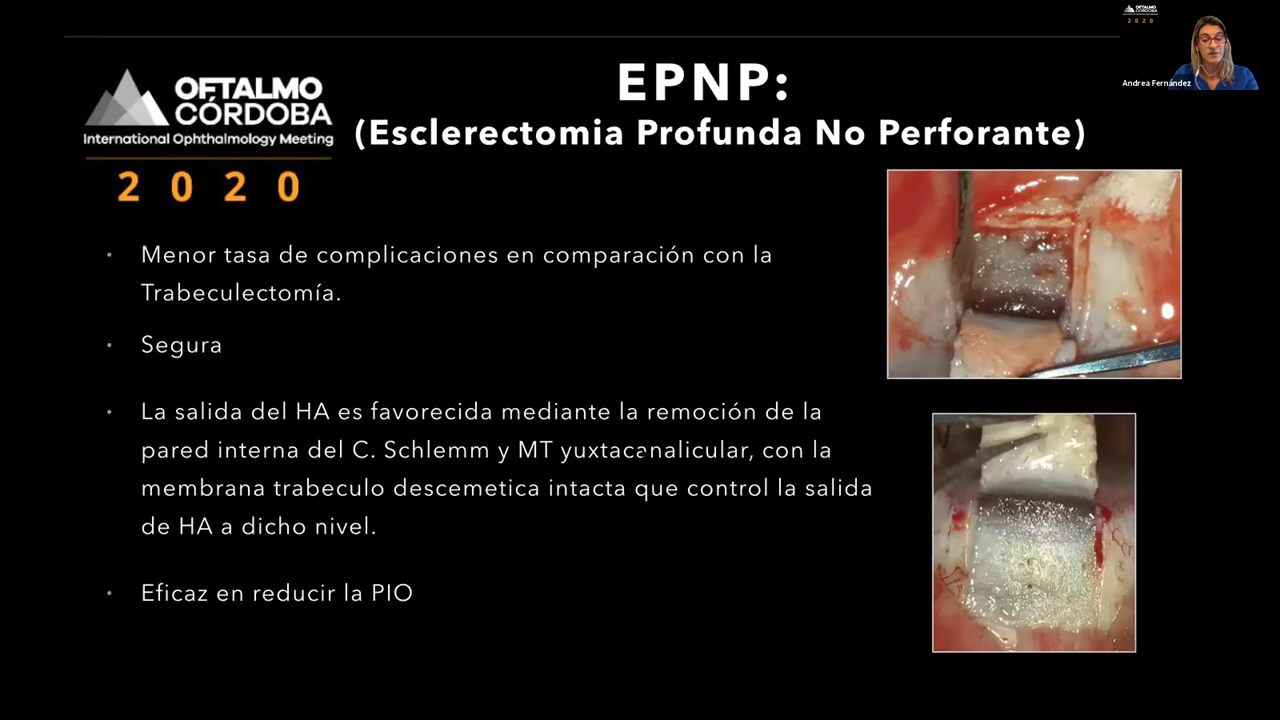 OFTALMO
CÓRDOBA
International Ophthalmology Meeting
2020
EPNP:
(Esclerectomia Profunda No Perforante)
OFTALMO
CÓRDOBA
2020
Andrea Fernández
• Menor tasa de complicaciones en comparación con la
Trabeculectomía.
• Segura
• La salida del HA es favorecida mediante la remoción de la
pared interna del C. Schlemm y MT yuxtacanalicular, con la
membrana trabeculo descemetica intacta que control la salida
de HA a dicho nivel.
• Eficaz en reducir la PIO